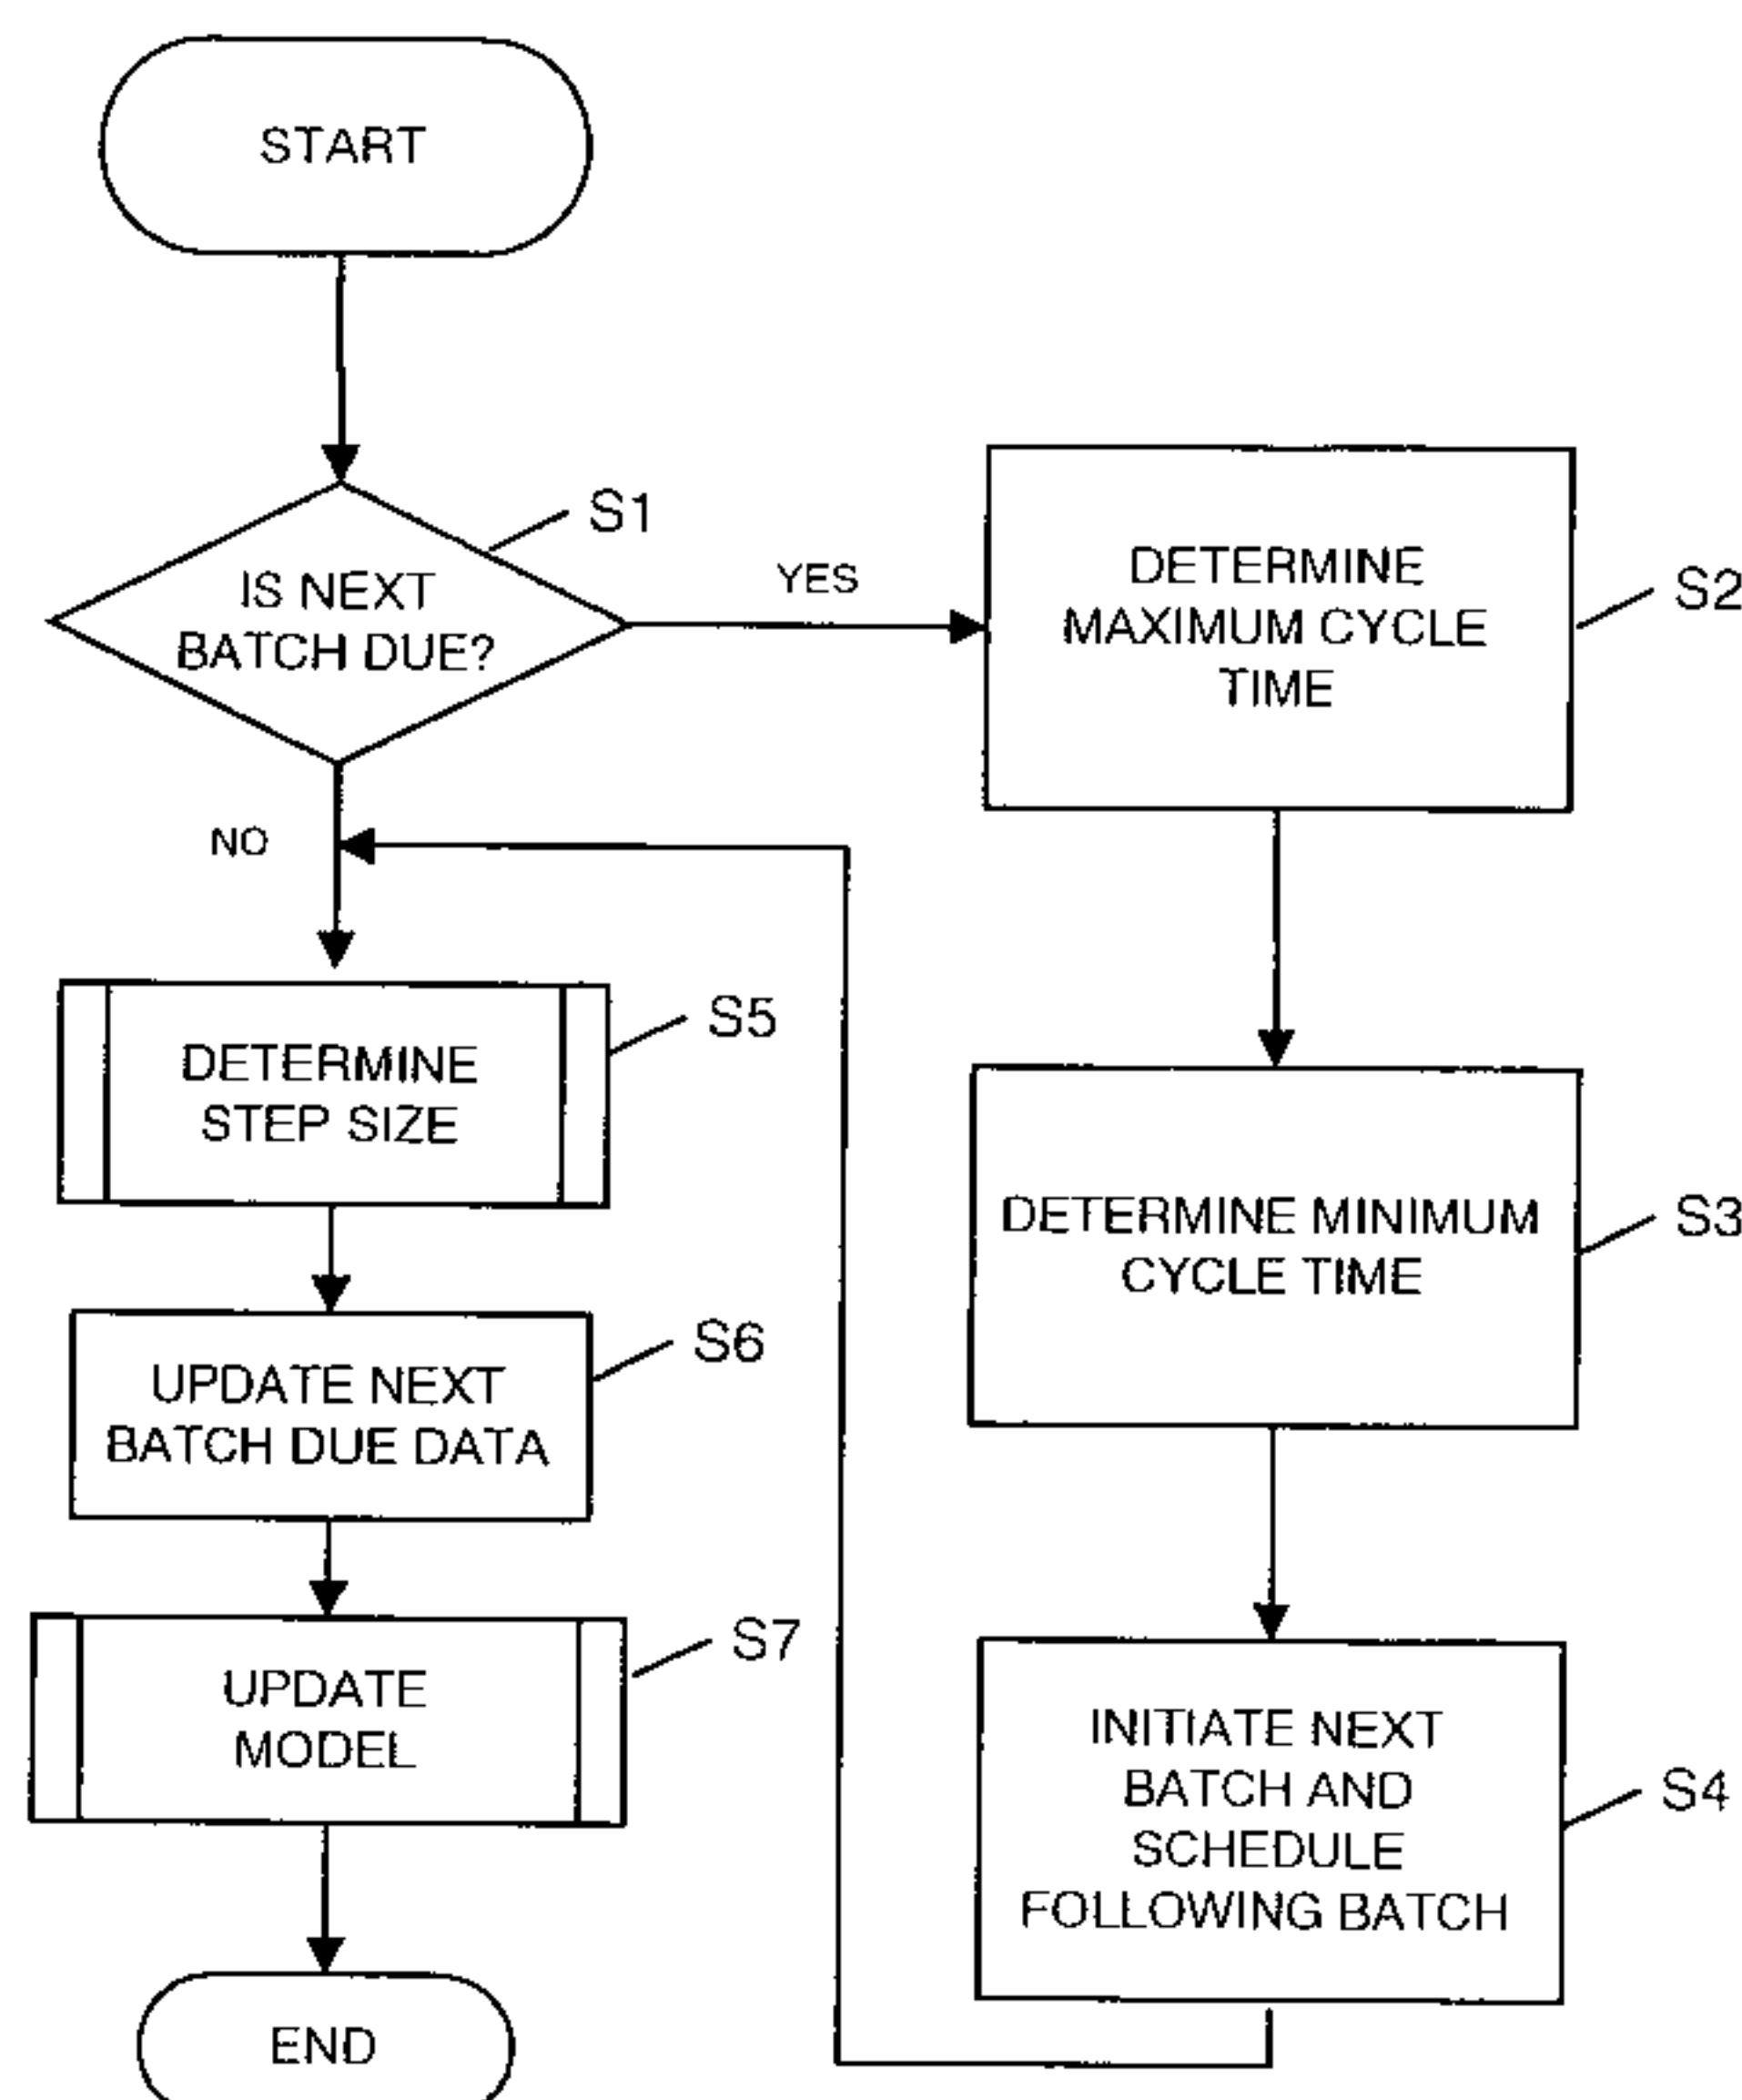 START
IS NEXT
BATCH DUE?
S1
YES
DETERMINE
MAXIMUM CYCLE
TIME
S2
NO
DETERMINE
STEP SIZE
S5
DETERMINE MINIMUM
CYCLE TIME
S3
UPDATE NEXT
BATCH DUE DATA
S6
UPDATE
MODEL
S7
INITIATE NEXT
BATCH AND
SCHEDULE
FOLLOWING BATCH
S4
END